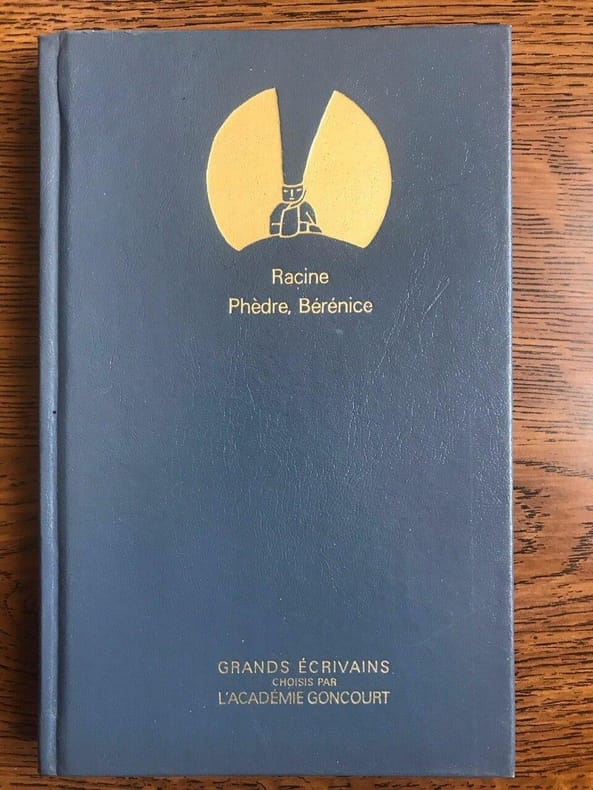 Racine
Phèdre, Bérénice
GRANDS ÉCRIVAINS
CHOISIS PAR
L'ACADÉMIE GONCOURT